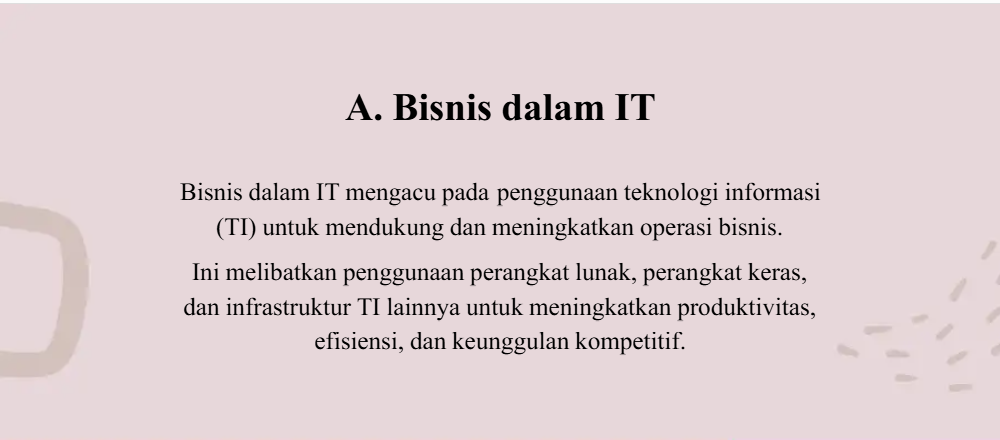 A. Bisnis dalam IT
Bisnis dalam IT mengacu pada penggunaan teknologi informasi
(TI) untuk mendukung dan meningkatkan operasi bisnis.
Ini melibatkan penggunaan perangkat lunak, perangkat keras,
dan infrastruktur TI lainnya untuk meningkatkan produktivitas,
efisiensi, dan keunggulan kompetitif.